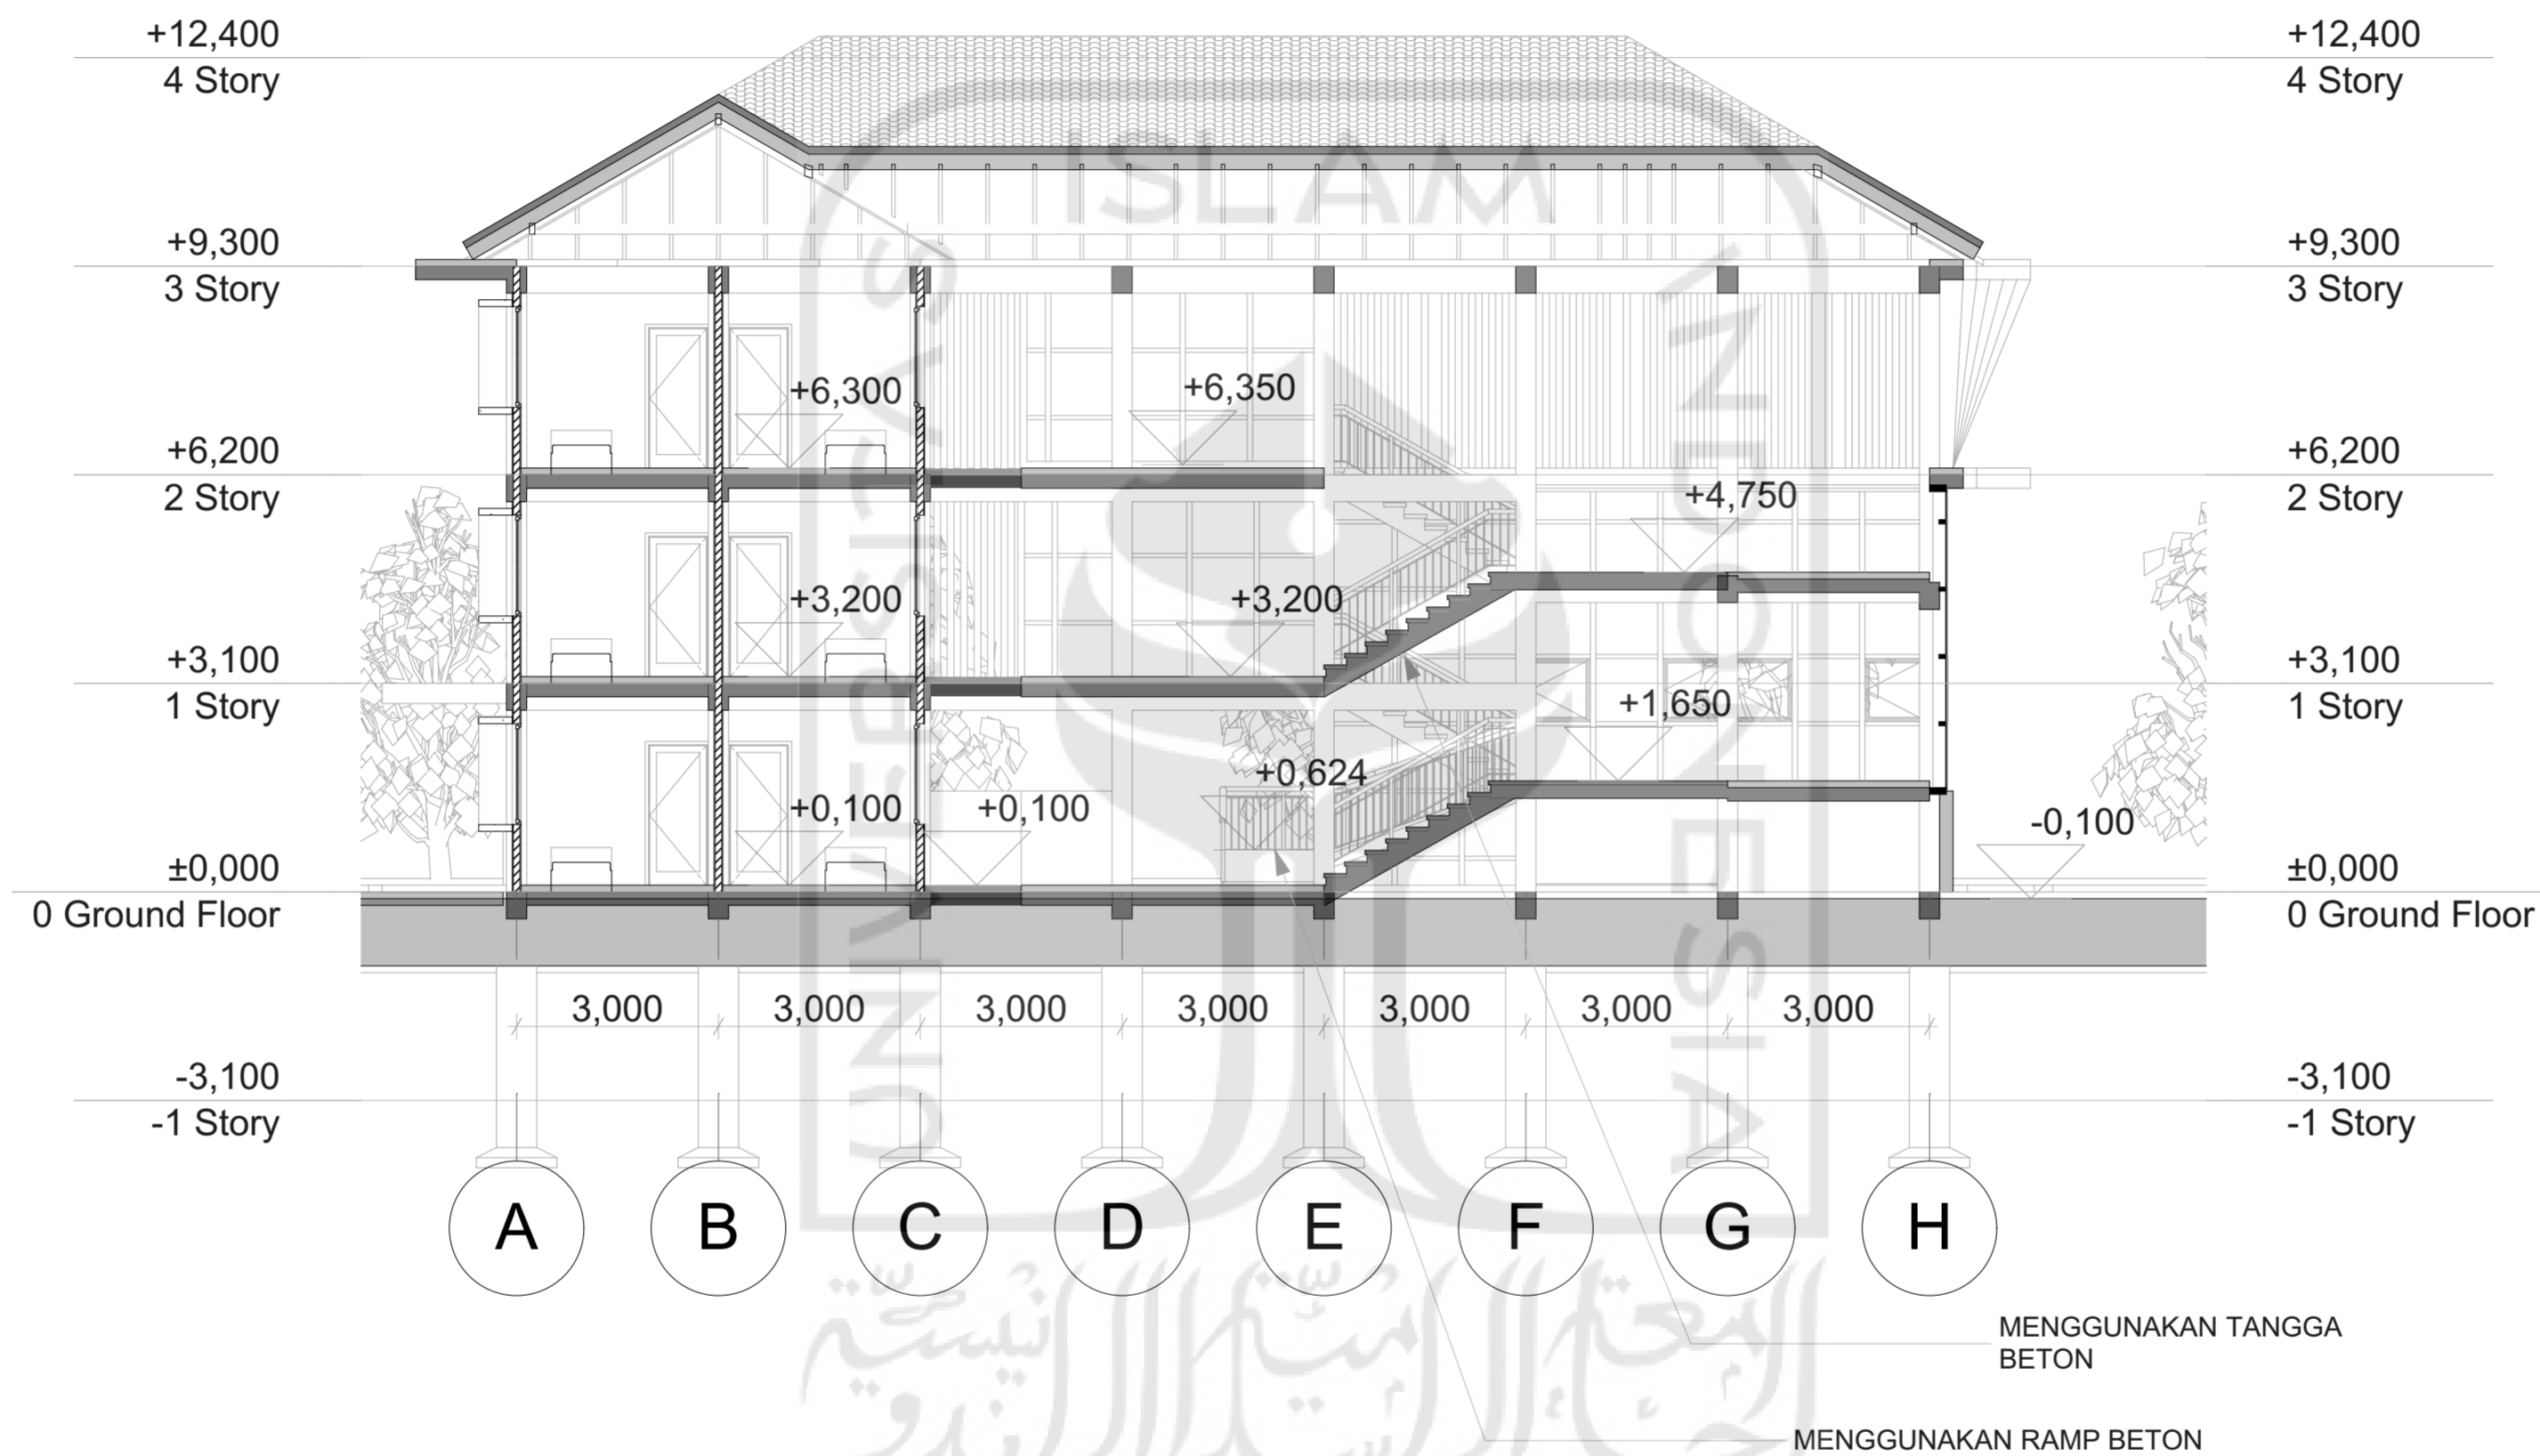 +12,400
4 Story
+12,400
4 Story
ISLAM
+9,300
3 Story
+9,300
3 Story
UNIVERSITAS
INDONESIA
+6,300
+6,350
+6,200
2 Story
+4,750
+6,200
2 Story
+3,200
+3,200
+3,100
1 Story
+1,650
+3,100
1 Story
+0,624
+0,100
+0,100
-0,100
±0,000
0 Ground Floor
±0,000
0 Ground Floor
3,000 3,000 3,000 3,000 3,000 3,000 3,000
-3,100
-1 Story
-3,100
-1 Story
A B C D E F G H
MENGGUNAKAN TANGGA
BETON
MENGGUNAKAN RAMP BETON